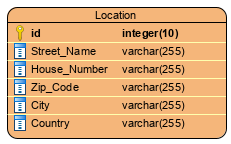 Location
id integer(10)
Street_Name varchar(255)
House_Number varchar(255)
Zip_Code varchar(255)
City varchar(255)
Country varchar(255)